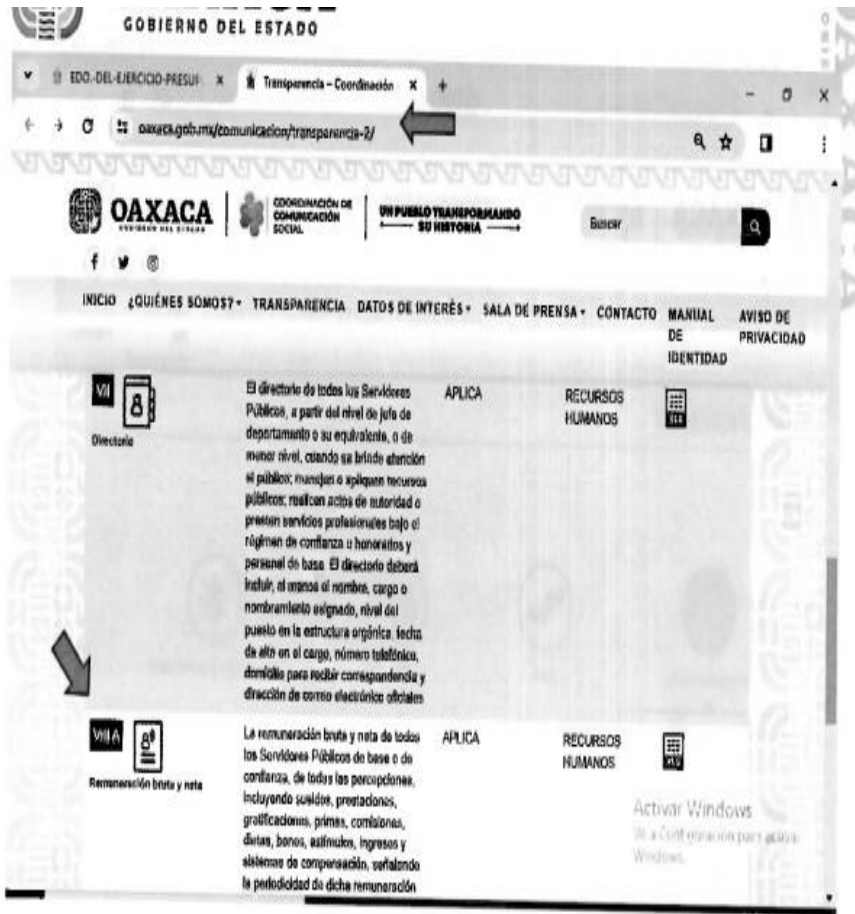 GOBIERNO DEL ESTADO
EDO.-DEL-EJERCICIO-PRESUP
Transparencia – Coordinación
oaxaca.gob.mx/comunicacion/transparencia-2/
OAXACA
GOBIERNO DEL ESTADO
COORDINACIÓN DE
COMUNICACIÓN
SOCIAL
UN PUEBLO TRANSFORMANDO
SU HISTORIA
Buscar
INICIO ¿QUIÉNES SOMOS? TRANSPARENCIA DATOS DE INTERÉS SALA DE PRENSA CONTACTO MANUAL DE IDENTIDAD AVISO DE PRIVACIDAD
VII
Directorio
El directorio de todos los Servidores
Públicos, a partir del nivel de jefe de
departamento o su equivalente, o de
menor nivel, cuando se brinde atención
al público; manejen o apliquen recursos
públicos; realicen actos de autoridad o
presten servicios profesionales bajo el
régimen de confianza u honorarios y
personal de base. El directorio deberá
incluir, al menos el nombre, cargo o
nombramiento asignado, nivel del
puesto en la estructura orgánica, fecha
de alta en el cargo, número telefónico,
domicilio para recibir correspondencia y
dirección de correo electrónico oficiales
APLICA
RECURSOS
HUMANOS
VIII A
Remuneración bruta y neta
La remuneración bruta y neta de todos
los Servidores Públicos de base o de
confianza, de todas las percepciones,
incluyendo sueldos, prestaciones,
gratificaciones, primas, comisiones,
dietas, bonos, estímulos, ingresos y
sistemas de compensación, señalando
la periodicidad de dicha remuneración
APLICA
RECURSOS
HUMANOS
Activar Windows
Ve a Configuración para activar
Windows.